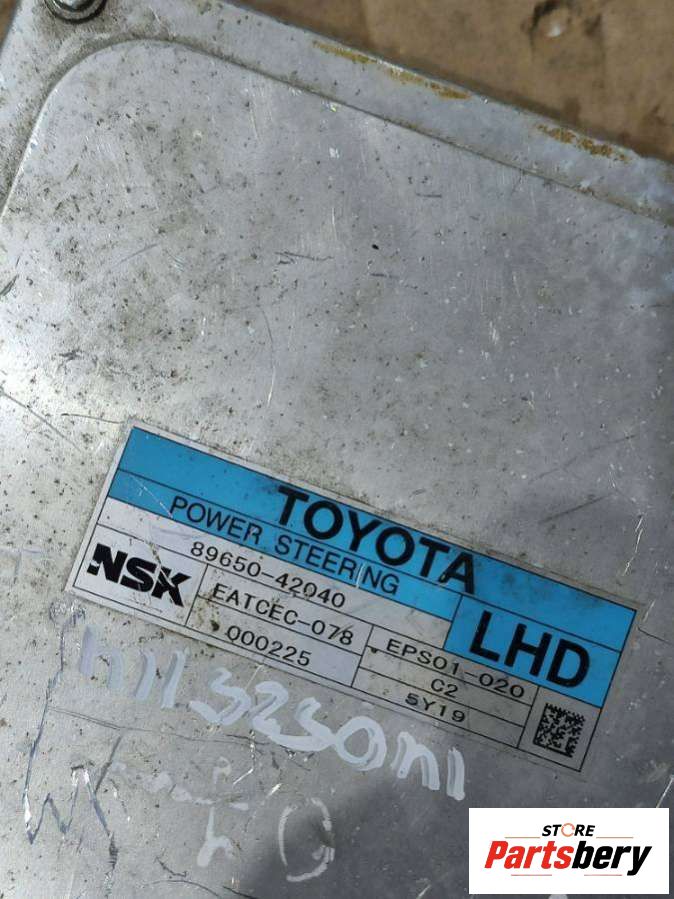 TOYOTA
POWER STEERING
89650-42040
LHD
NSK
EATCEC-078
EPS01-020
000225
C2
5Y19
STORE
Partsbery